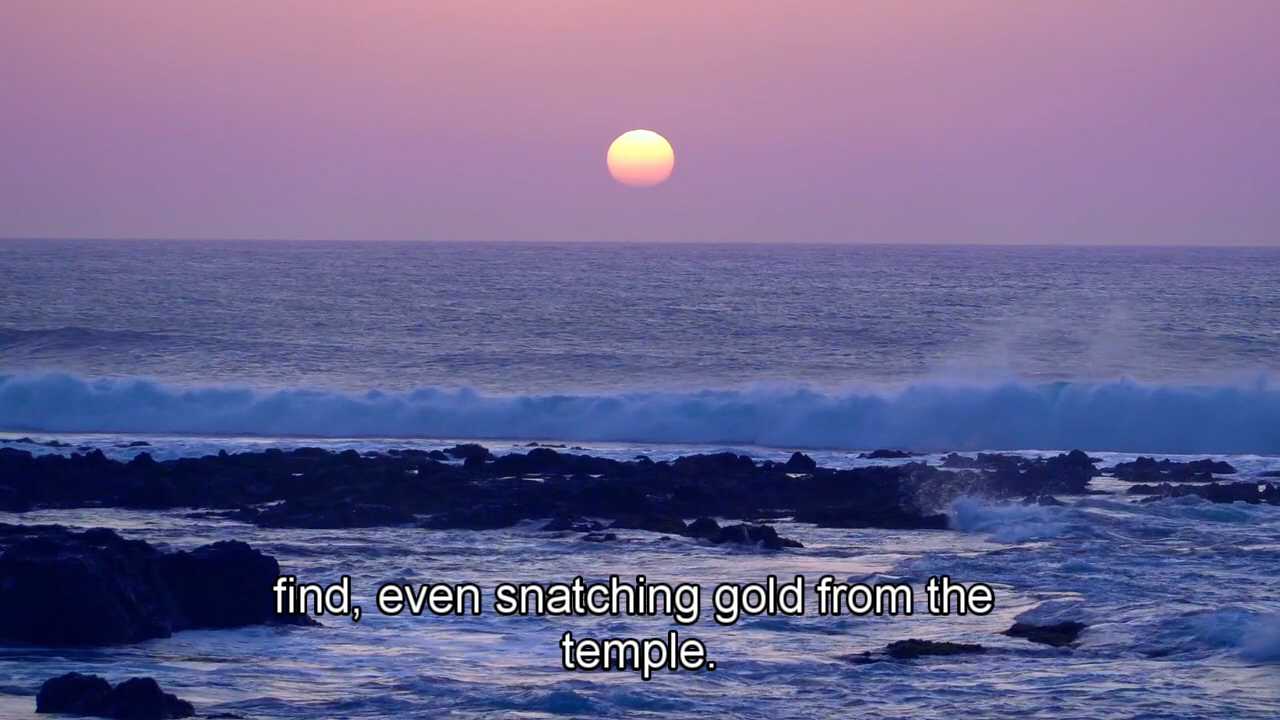 find, even snatching gold from the
temple.